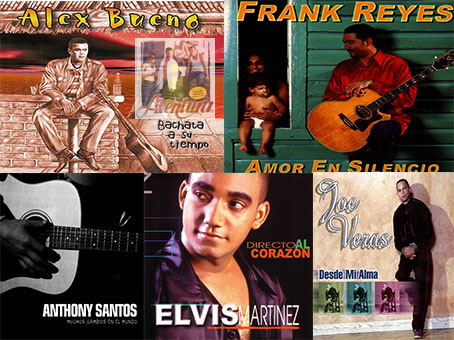 Alex Bueno
Aventura
Bachata
a su
tiempo
FRANK REYES
AMOR EN SILENCIO
ANTHONY SANTOS
MUCHOS CAMBIOS EN EL MUNDO
DIRECTO AL
CORAZÓN
ELVIS MARTINEZ
Joe
Veras
Desde Mi Alma